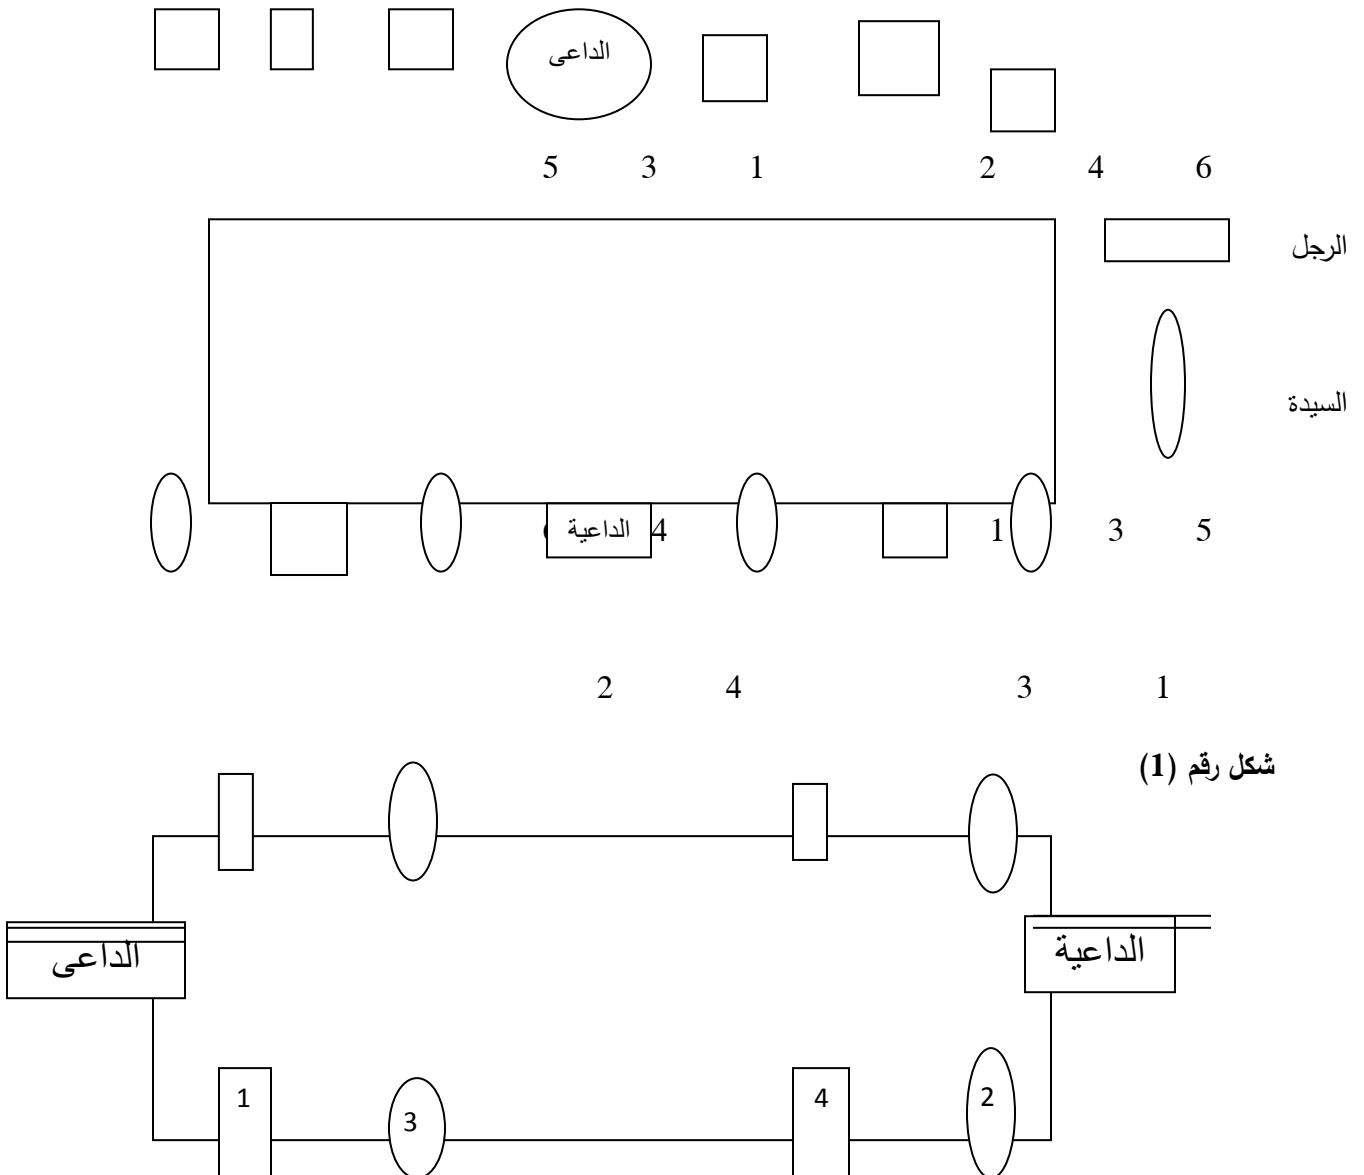 الداعى
5 3 1 2 4 6
الرجل
السيدة
الداعية 4 1 3 5
2 4 3 1
شكل رقم (1)
الداعى
الداعية
1 3 4 2